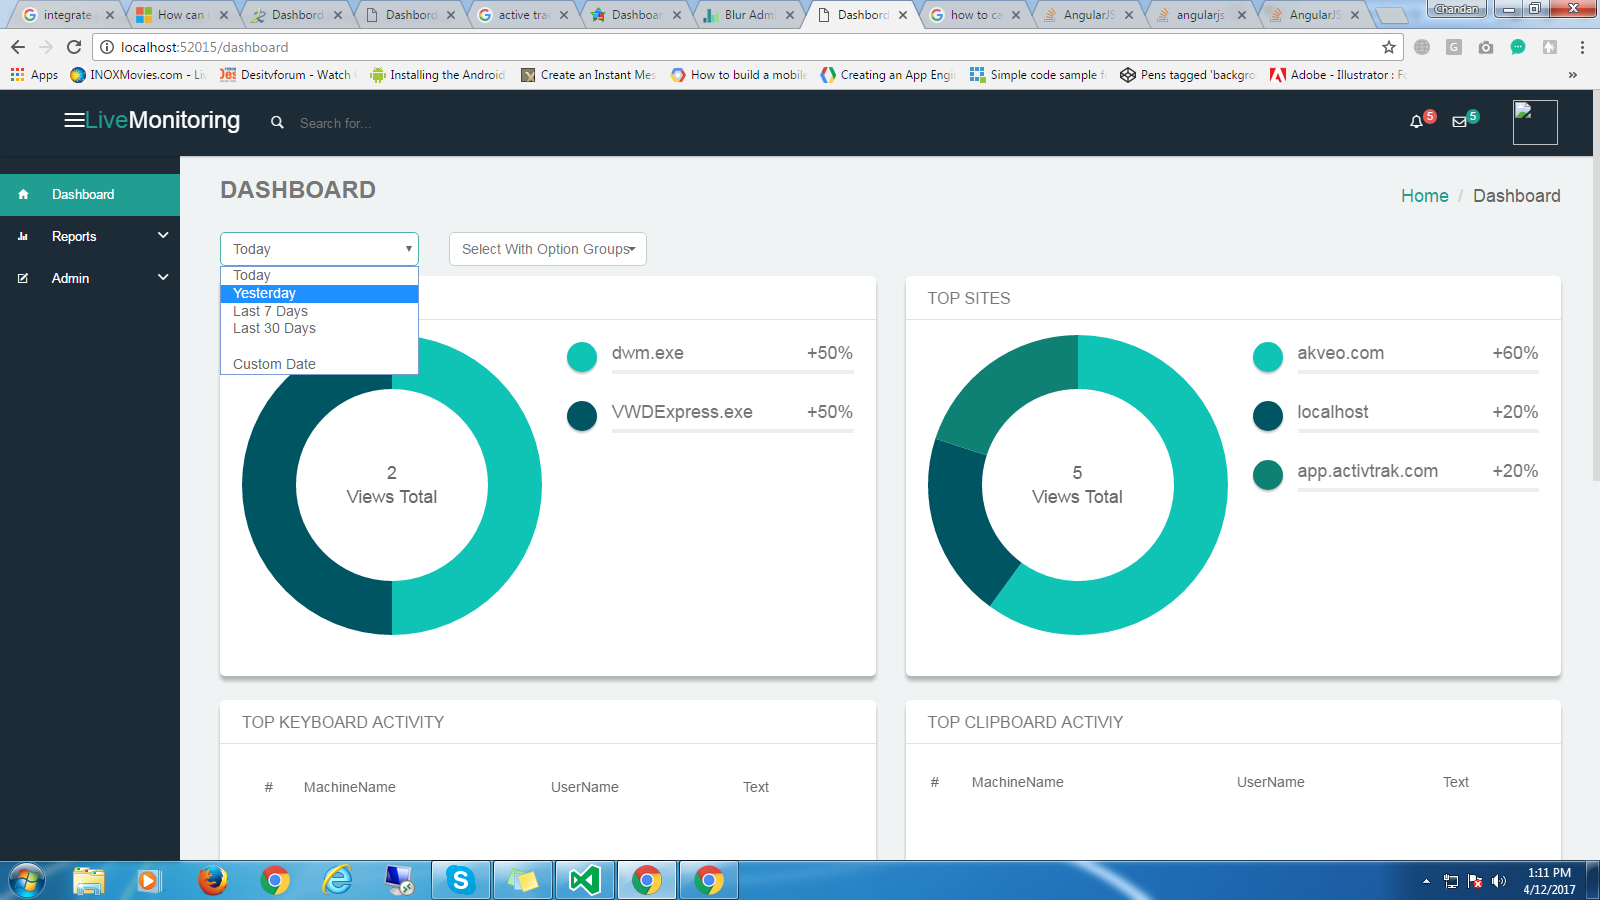 integrate
How can i
Dashbord
Dashbord
active trac
Dashboar
Blur Adm
Dashbord
how to ca
AngularJS
angularjs
AngularJS
Chandan
localhost:52015/dashboard
Apps
INOXMovies.com - Liv
Desitvforum - Watch
Installing the Android
Create an Instant Mes
How to build a mobile
Creating an App Engi
Simple code sample f
Pens tagged 'backgro
Adobe - Illustrator : Fo
LiveMonitoring
Search for...
5
5
Dashboard
Reports
Admin
DASHBOARD
Home / Dashboard
Today
Select With Option Groups
Today
Yesterday
Last 7 Days
Last 30 Days
Custom Date
dwm.exe +50%
VWDExpress.exe +50%
2
Views Total
TOP SITES
akveo.com +60%
localhost +20%
app.activtrak.com +20%
5
Views Total
TOP KEYBOARD ACTIVITY
# MachineName UserName Text
TOP CLIPBOARD ACTIVIY
# MachineName UserName Text
1:11 PM
4/12/2017